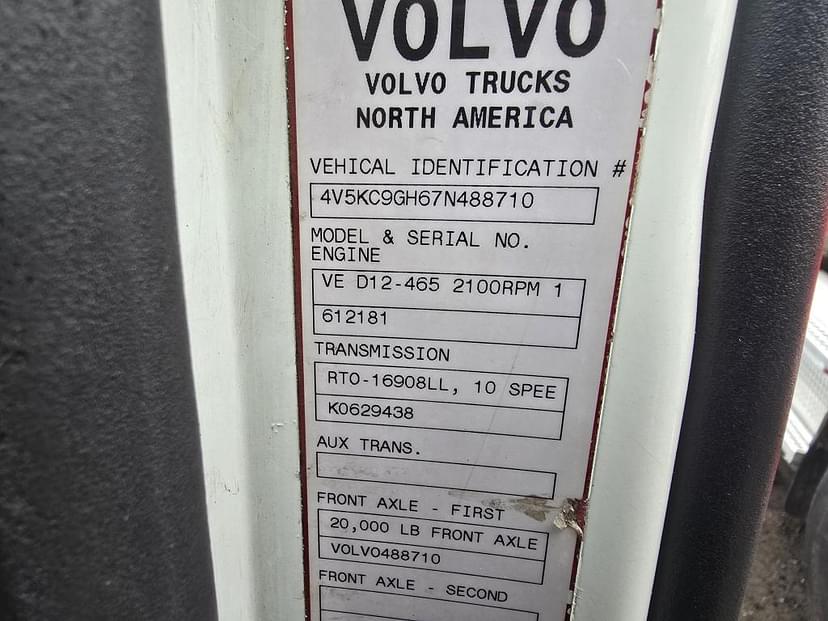 VOLVO
VOLVO TRUCKS
NORTH AMERICA
VEHICAL IDENTIFICATION #
4V5KC9GH67N488710
MODEL & SERIAL NO.
ENGINE
VE D12-465 2100RPM 1
612181
TRANSMISSION
RTO-16908LL, 10 SPEE
K0629438
AUX TRANS.
FRONT AXLE - FIRST
20,000 LB FRONT AXLE
VOLVO488710
FRONT AXLE - SECOND